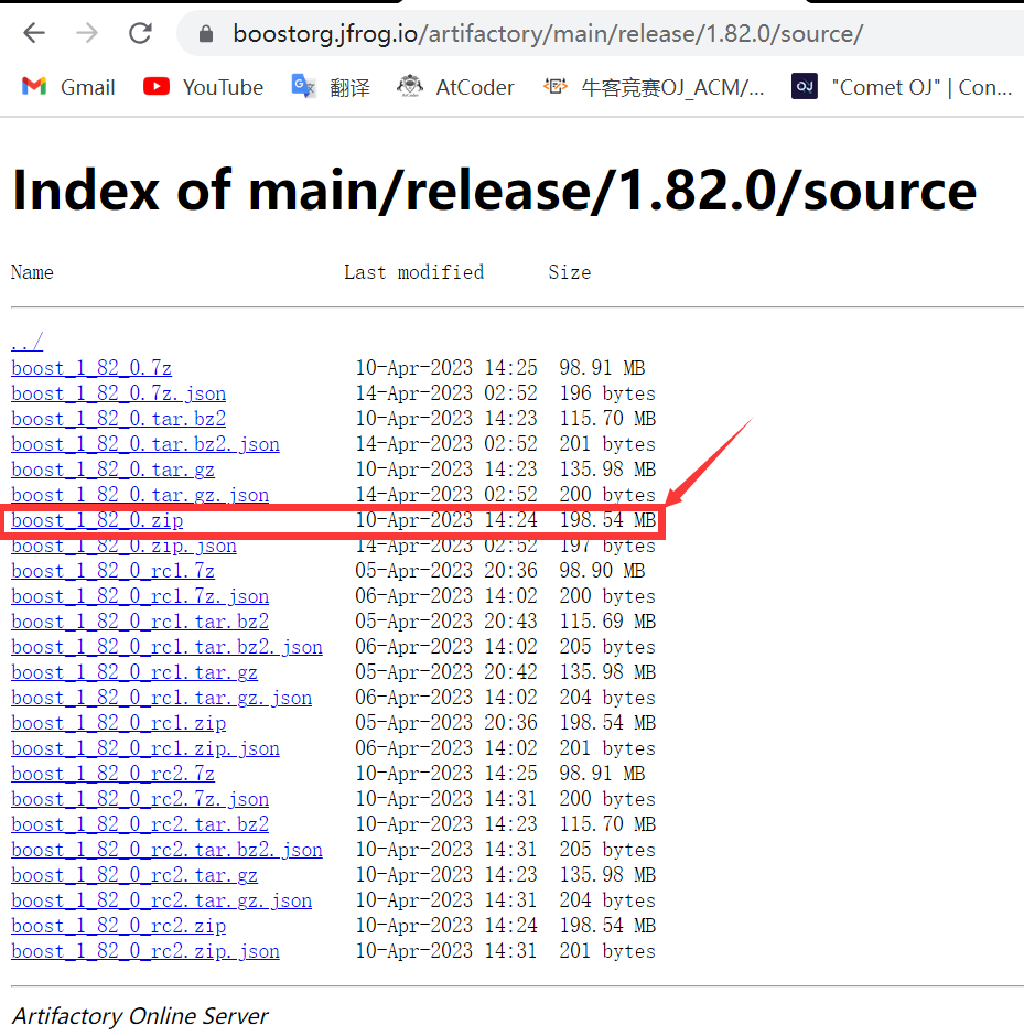 boostorg.jfrog.io/artifactory/main/release/1.82.0/source/
Gmail YouTube 翻译 AtCoder 牛客竞赛OJ_ACM/... OJ "Comet OJ" | Con...
Index of main/release/1.82.0/source
Name Last modified Size
../
boost_1_82_0.7z 10-Apr-2023 14:25 98.91 MB
boost_1_82_0.7z.json 14-Apr-2023 02:52 196 bytes
boost_1_82_0.tar.bz2 10-Apr-2023 14:23 115.70 MB
boost_1_82_0.tar.bz2.json 14-Apr-2023 02:52 201 bytes
boost_1_82_0.tar.gz 10-Apr-2023 14:23 135.98 MB
boost_1_82_0.tar.gz.json 14-Apr-2023 02:52 200 bytes
boost_1_82_0.zip 10-Apr-2023 14:24 198.54 MB
boost_1_82_0.zip.json 14-Apr-2023 02:52 197 bytes
boost_1_82_0_rc1.7z 05-Apr-2023 20:36 98.90 MB
boost_1_82_0_rc1.7z.json 06-Apr-2023 14:02 200 bytes
boost_1_82_0_rc1.tar.bz2 05-Apr-2023 20:43 115.69 MB
boost_1_82_0_rc1.tar.bz2.json 06-Apr-2023 14:02 205 bytes
boost_1_82_0_rc1.tar.gz 05-Apr-2023 20:42 135.98 MB
boost_1_82_0_rc1.tar.gz.json 06-Apr-2023 14:02 204 bytes
boost_1_82_0_rc1.zip 05-Apr-2023 20:36 198.54 MB
boost_1_82_0_rc1.zip.json 06-Apr-2023 14:02 201 bytes
boost_1_82_0_rc2.7z 10-Apr-2023 14:25 98.91 MB
boost_1_82_0_rc2.7z.json 10-Apr-2023 14:31 200 bytes
boost_1_82_0_rc2.tar.bz2 10-Apr-2023 14:23 115.70 MB
boost_1_82_0_rc2.tar.bz2.json 10-Apr-2023 14:31 205 bytes
boost_1_82_0_rc2.tar.gz 10-Apr-2023 14:23 135.98 MB
boost_1_82_0_rc2.tar.gz.json 10-Apr-2023 14:31 204 bytes
boost_1_82_0_rc2.zip 10-Apr-2023 14:24 198.54 MB
boost_1_82_0_rc2.zip.json 10-Apr-2023 14:31 201 bytes
Artifactory Online Server